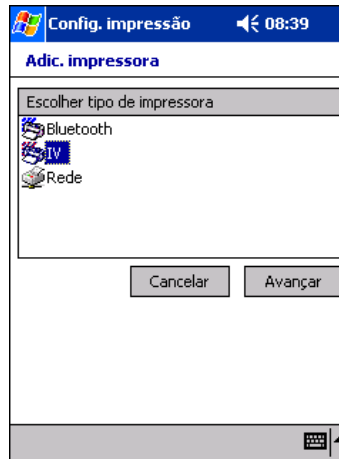 Config. impressão 08:39
Adic. impressora
Escolher tipo de impressora
Bluetooth
IV
Rede
Cancelar Avançar